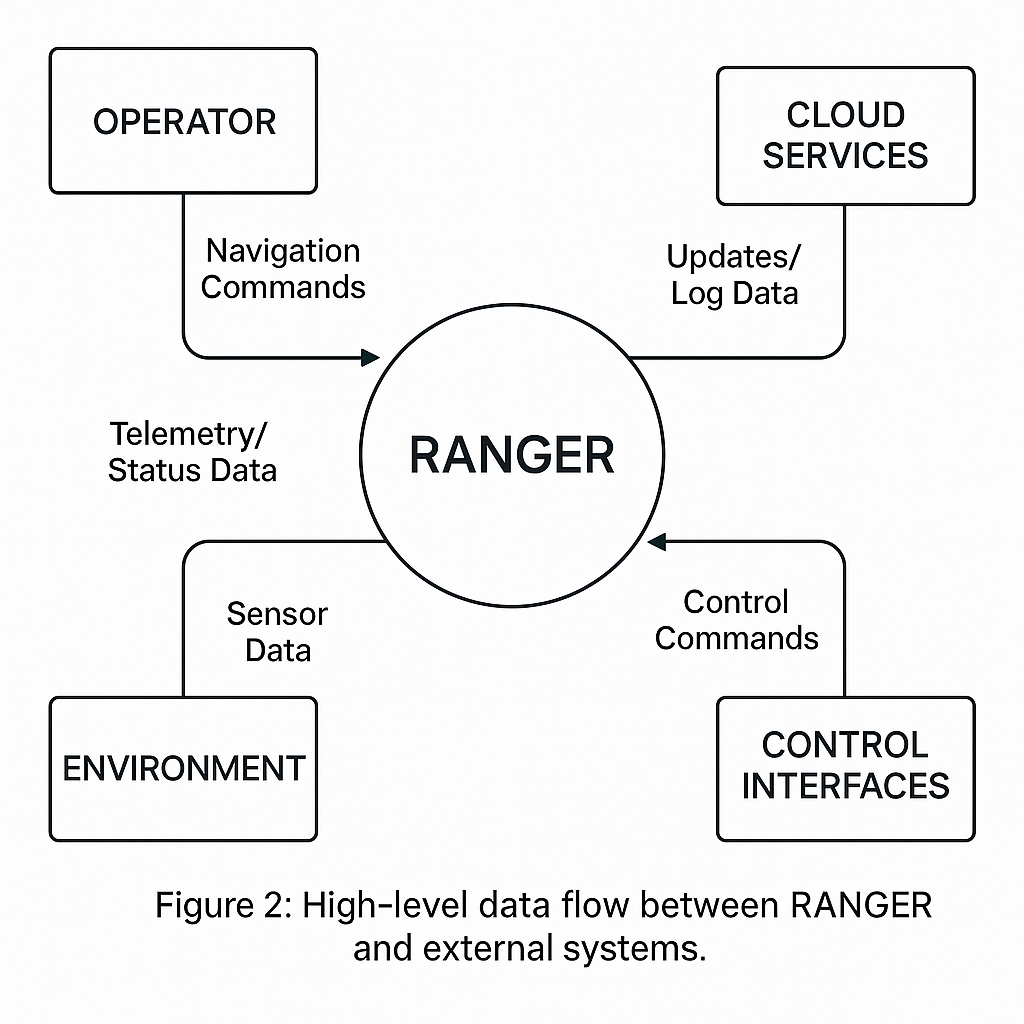 OPERATOR
CLOUD
SERVICES
Navigation
Commands
Updates/
Log Data
Telemetry/
Status Data
RANGER
Sensor
Data
Control
Commands
ENVIRONMENT
CONTROL
INTERFACES
Figure 2: High-level data flow between RANGER
and external systems.